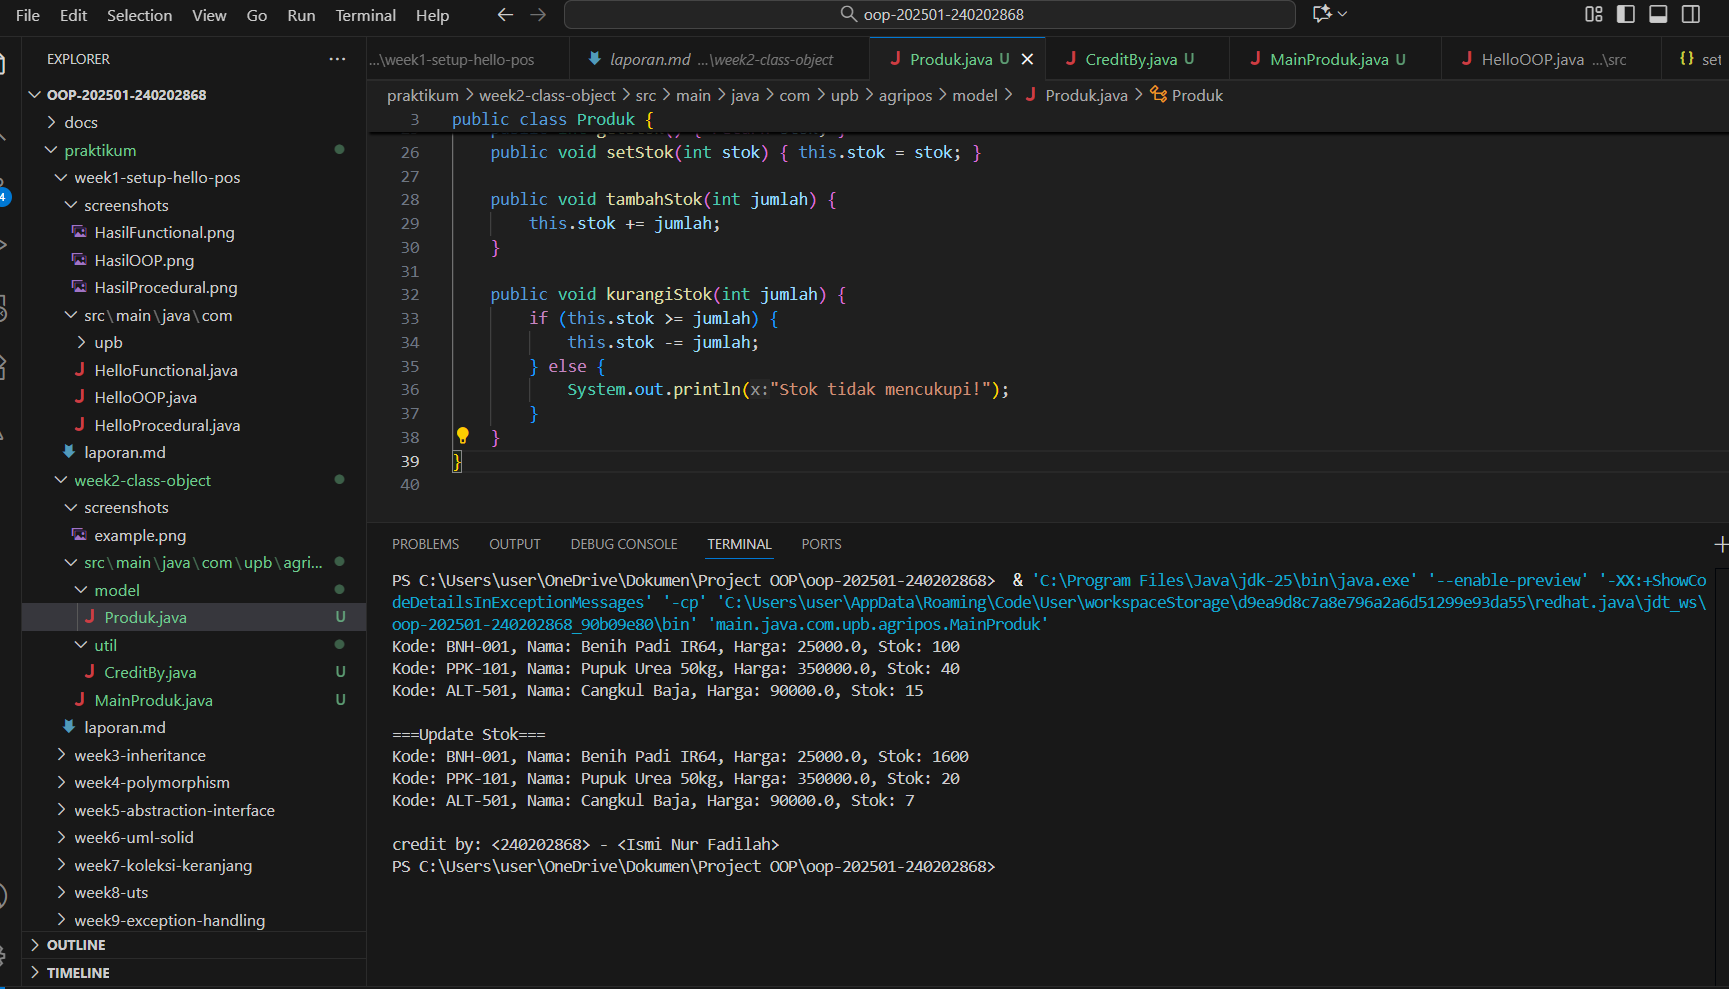 File Edit Selection View Go Run Terminal Help
oop-202501-240202868
EXPLORER
OOP-202501-240202868
docs
praktikum
week1-setup-hello-pos
screenshots
HasilFunctional.png
HasilOOP.png
HasilProcedural.png
src\main\java\com
upb
HelloFunctional.java
HelloOOP.java
HelloProcedural.java
laporan.md
week2-class-object
screenshots
example.png
src\main\java\com\upb\agri...
model
Produk.java U
util
CreditBy.java U
MainProduk.java U
laporan.md
week3-inheritance
week4-polymorphism
week5-abstraction-interface
week6-uml-solid
week7-koleksi-keranjang
week8-uts
week9-exception-handling
OUTLINE
TIMELINE
...\week1-setup-hello-pos laporan.md ...\week2-class-object Produk.java U CreditBy.java U MainProduk.java U HelloOOP.java ...\src {} set
praktikum > week2-class-object > src > main > java > com > upb > agripos > model > Produk.java > Produk
3 public class Produk {
26 public void setStok(int stok) { this.stok = stok; }
27
28 public void tambahStok(int jumlah) {
29 this.stok += jumlah;
30 }
31
32 public void kurangiStok(int jumlah) {
33 if (this.stok >= jumlah) {
34 this.stok -= jumlah;
35 } else {
36 System.out.println(x:"Stok tidak mencukupi!");
37 }
38 }
39 }
40
PROBLEMS OUTPUT DEBUG CONSOLE TERMINAL PORTS
PS C:\Users\user\OneDrive\Dokumen\Project OOP\oop-202501-240202868> & 'C:\Program Files\Java\jdk-25\bin\java.exe' '--enable-preview' '-XX:+ShowCo
deDetailsInExceptionMessages' '-cp' 'C:\Users\user\AppData\Roaming\Code\User\workspaceStorage\d9ea9d8c7a8e796a2a6d51299e93da55\redhat.java\jdt_ws\
oop-202501-240202868_90b09e80\bin' 'main.java.com.upb.agripos.MainProduk'
Kode: BNH-001, Nama: Benih Padi IR64, Harga: 25000.0, Stok: 100
Kode: PPK-101, Nama: Pupuk Urea 50kg, Harga: 350000.0, Stok: 40
Kode: ALT-501, Nama: Cangkul Baja, Harga: 90000.0, Stok: 15

===Update Stok===
Kode: BNH-001, Nama: Benih Padi IR64, Harga: 25000.0, Stok: 1600
Kode: PPK-101, Nama: Pupuk Urea 50kg, Harga: 350000.0, Stok: 20
Kode: ALT-501, Nama: Cangkul Baja, Harga: 90000.0, Stok: 7

credit by: <240202868> - <Ismi Nur Fadilah>
PS C:\Users\user\OneDrive\Dokumen\Project OOP\oop-202501-240202868>